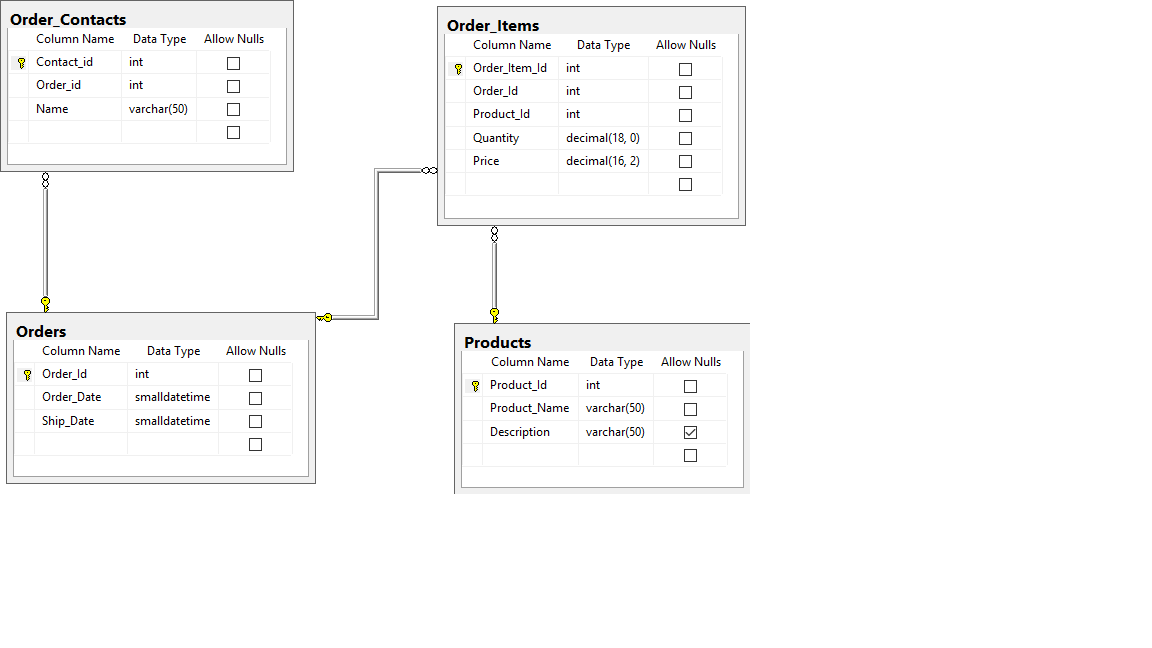 Order_Contacts
Column Name Data Type Allow Nulls
Contact_id int
Order_id int
Name varchar(50)
Order_Items
Column Name Data Type Allow Nulls
Order_Item_Id int
Order_Id int
Product_Id int
Quantity decimal(18, 0)
Price decimal(16, 2)
Orders
Column Name Data Type Allow Nulls
Order_Id int
Order_Date smalldatetime
Ship_Date smalldatetime
Products
Column Name Data Type Allow Nulls
Product_Id int
Product_Name varchar(50)
Description varchar(50)